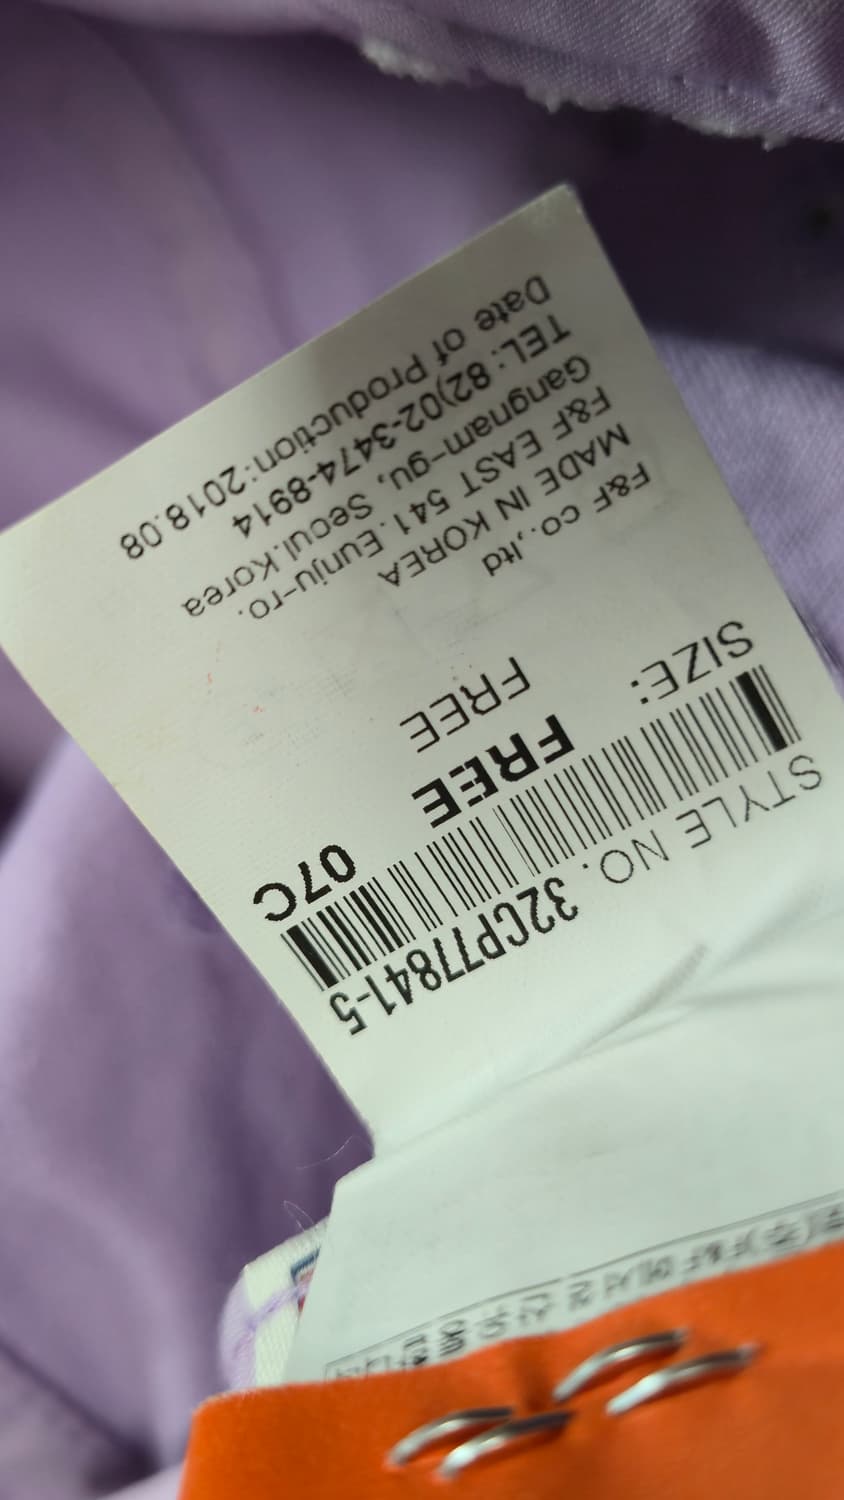 STYLE NO. 32CP77841-5
07C
SIZE: FREE
FREE
F&F co.,ltd
MADE IN KOREA
F&F EAST 541. Eunju-ro.
Gangnam-gu, Seoul.Korea
TEL: 82)02-3474-8914
Date of Production:2018.08